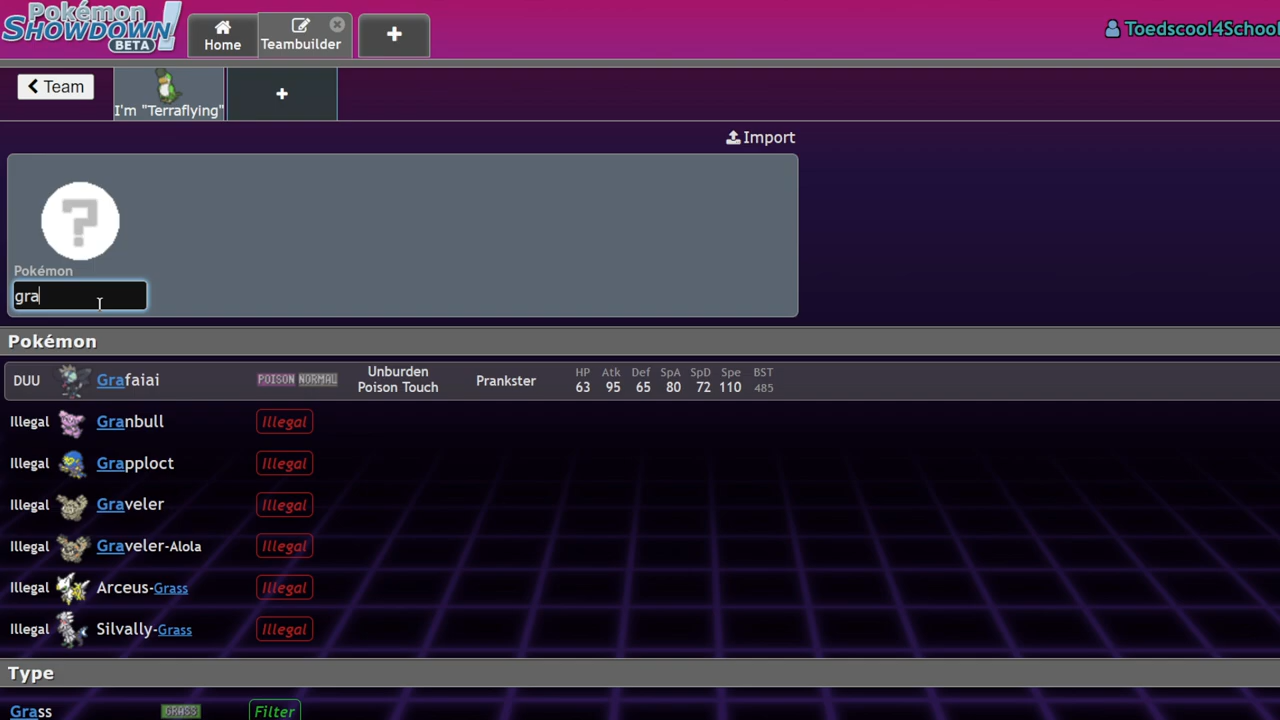 Pokémon
SHOWDOWN!
BETA
Home
Teambuilder
+
Toedscool4School
Team
I'm "Terraflying"
+
Import
?
Pokémon
gra
Pokémon
DUU Grafaiai POISON NORMAL Unburden Poison Touch Prankster HP 63 Atk 95 Def 65 SpA 80 SpD 72 Spe 110 BST 485
Illegal Granbull Illegal
Illegal Grapploct Illegal
Illegal Graveler Illegal
Illegal Graveler-Alola Illegal
Illegal Arceus-Grass Illegal
Illegal Silvally-Grass Illegal
Type
Grass GRASS Filter